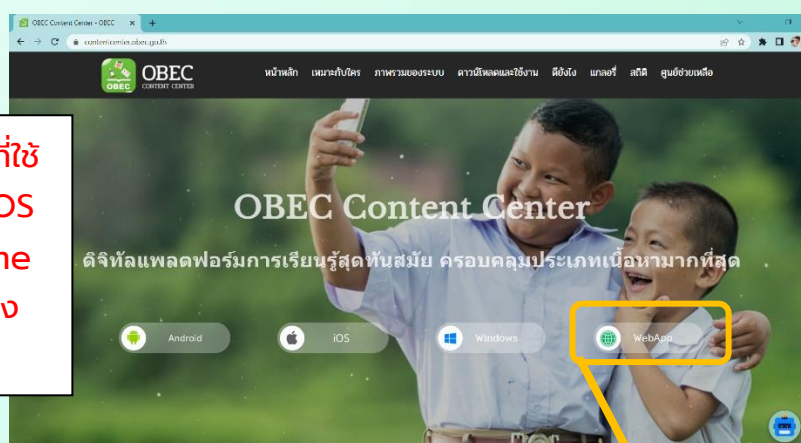 OBEC Content Center - OBEC
contentcenter.obec.go.th
OBEC
OBEC
CONTENT CENTER
หน้าหลัก เหมาะกับใคร ภาพรวมของระบบ ดาวน์โหลดและใช้งาน ดียังไง แกลอรี่ สถิติ ศูนย์ช่วยเหลือ
ที่ใช้
OS
me
ง
OBEC Content Center
ดิจิทัลแพลตฟอร์มการเรียนรู้สุดทันสมัย ครอบคลุมประเภทเนื้อหามากที่สุด
Android iOS Windows WebApp